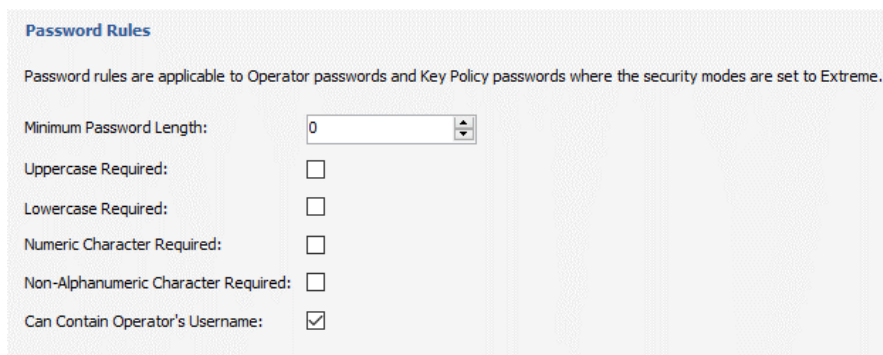 Password Rules
Password rules are applicable to Operator passwords and Key Policy passwords where the security modes are set to Extreme.
Minimum Password Length: 0
Uppercase Required:
Lowercase Required:
Numeric Character Required:
Non-Alphanumeric Character Required:
Can Contain Operator's Username: